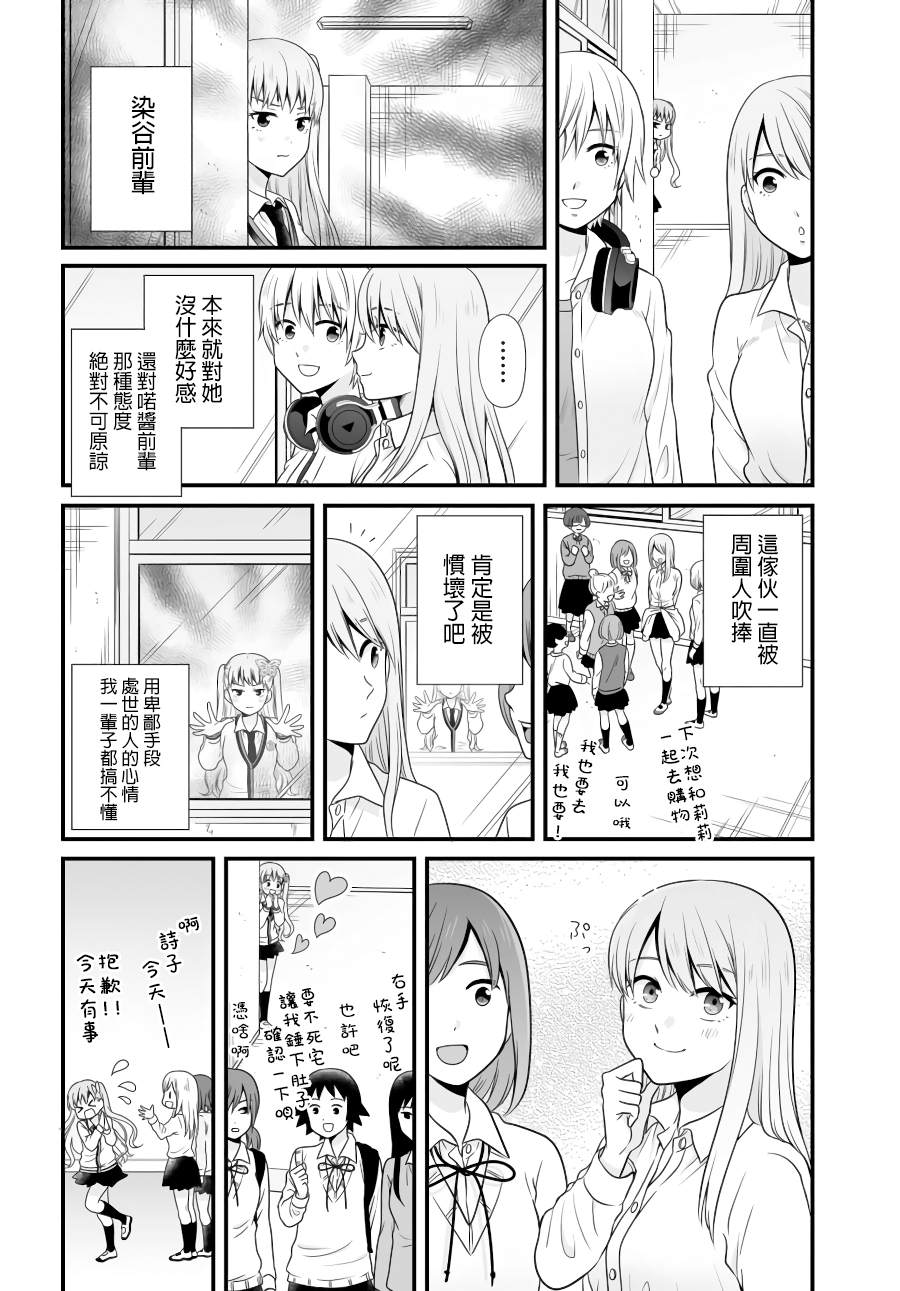 染谷前輩
……
本來就對她
沒什麼好感
還對喏醬前輩
那種態度
絕對不可原諒
這傢伙一直被
周圍人吹捧
下次想和莉莉
一起去購物
可以哦
我也要去
我也要！
肯定是被
慣壞了吧
用卑鄙手段
處世的人的心情
我一輩子都搞不懂
ぷっ
右手
恢復了呢
也許吧
要不死宅
讓我錘下肚子
確認一下唄
憑啥啊
啊
詩子
今天——
抱歉!!
今天有事